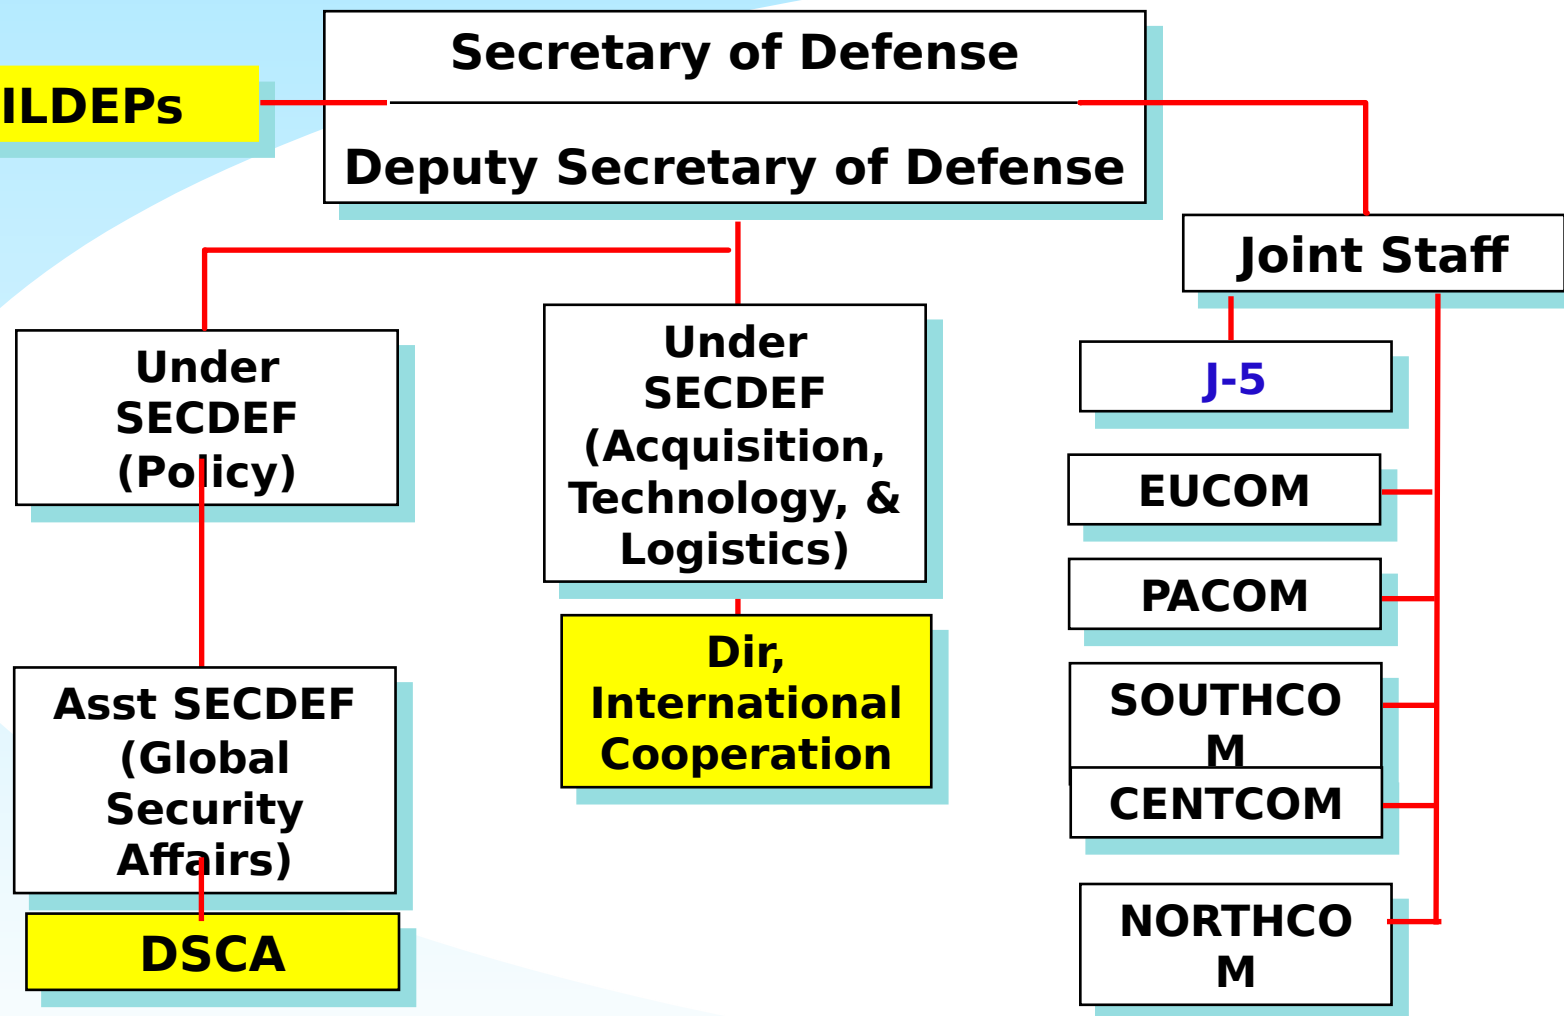 Secretary of Defense
ILDEPs
Deputy Secretary of Defense
Joint Staff
Under
SECDEF
(Policy)
Under
SECDEF
(Acquisition,
Technology, &
Logistics)
J-5
EUCOM
PACOM
SOUTHCO
M
CENTCOM
NORTHCO
M
Dir,
International
Cooperation
Asst SECDEF
(Global
Security
Affairs)
DSCA